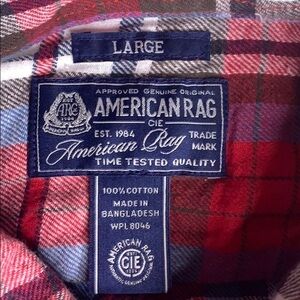 LARGE
APPROVED GENUINE ORIGINAL
ARC
AMERICAN RAG
CIE
EST. 1984
TRADE
MARK
American Rag
TIME TESTED QUALITY
100% COTTON
MADE IN
BANGLADESH
WPL 8046
AMERICAN RAG
CIE